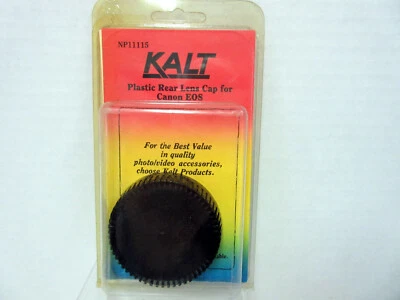 NP11115
KALT
Plastic Rear Lens Cap for
Canon EOS
For the Best Value
in quality
photo/video accessories,
choose Kalt Products.